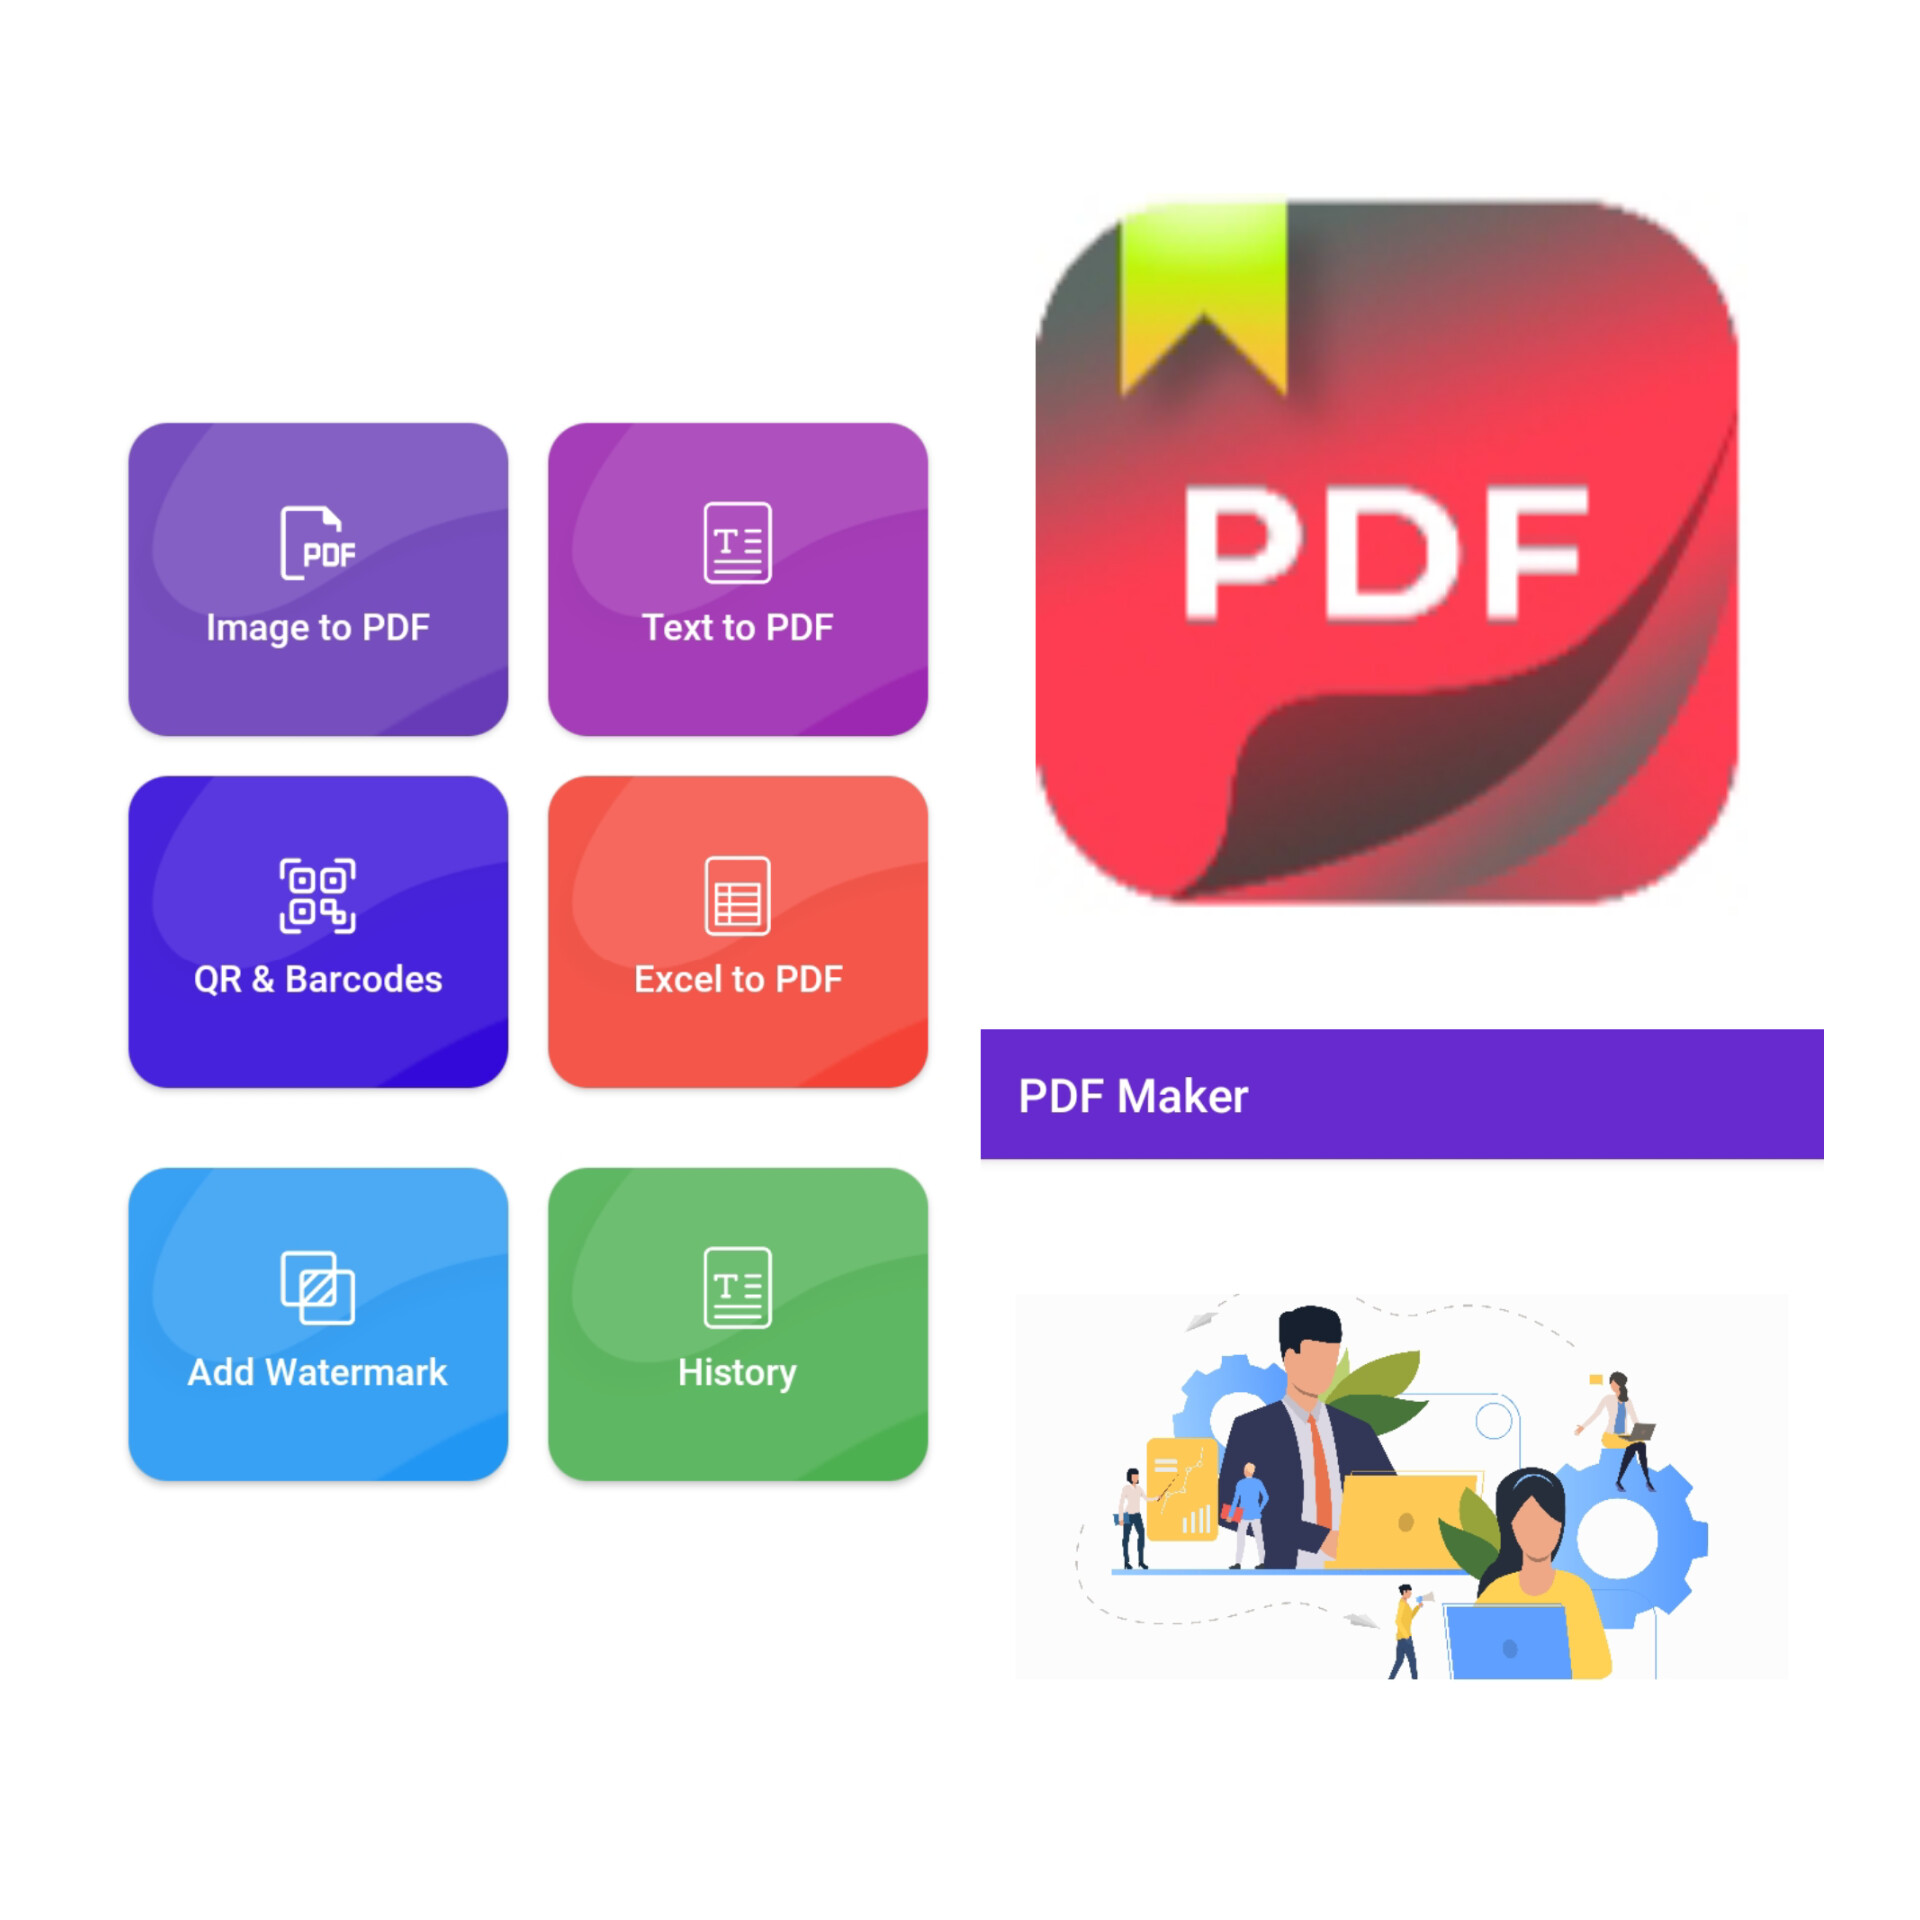 PDF
Image to PDF
T
Text to PDF
QR & Barcodes
Excel to PDF
Add Watermark
T
History
PDF
PDF Maker